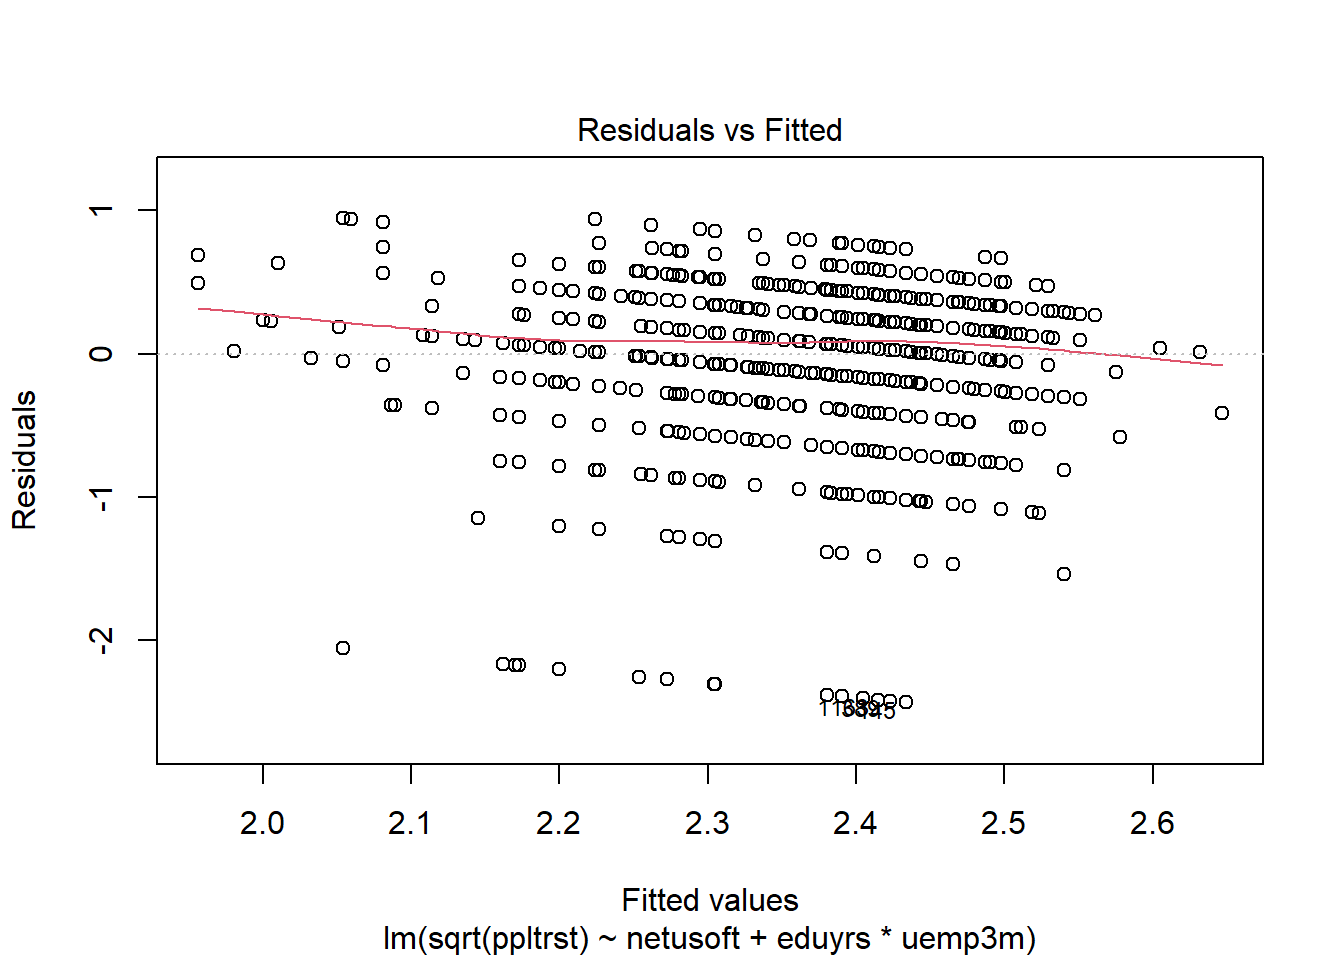 Residuals vs Fitted
Residuals
1
0
-1
-2
2.0 2.1 2.2 2.3 2.4 2.5 2.6
Fitted values
lm(sqrt(ppltrst) ~ netusoft + eduyrs * uemp3m)